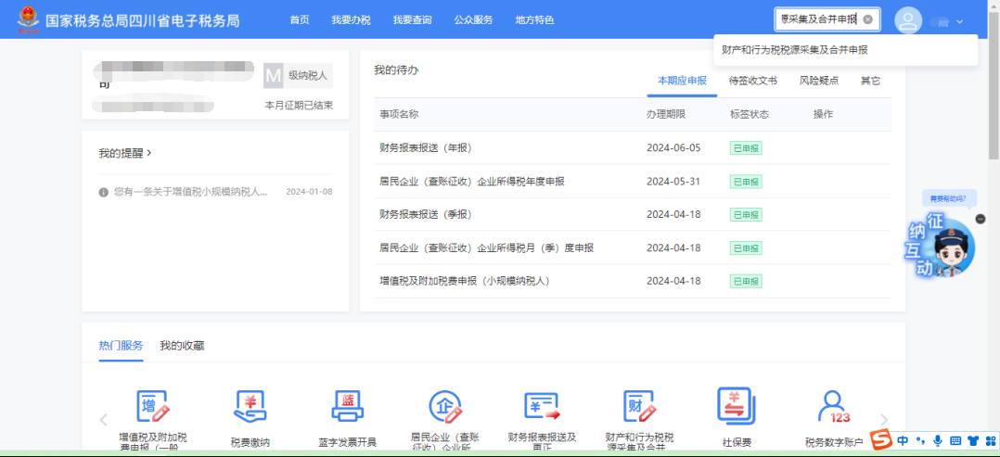 国家税务总局四川省电子税务局
首页 我要办税 我要查询 公众服务 地方特色
采集及合并申报
财产和行为税税源采集及合并申报
M 级纳税人
本月征期已结束
我的待办
本期应申报 待签收文书 风险疑点 其它
事项名称 办理期限 标签状态 操作
财务报表报送（年报） 2024-06-05 已申报
居民企业（查账征收）企业所得税年度申报 2024-05-31 已申报
财务报表报送（季报） 2024-04-18 已申报
居民企业（查账征收）企业所得税月（季）度申报 2024-04-18 已申报
增值税及附加税费申报（小规模纳税人） 2024-04-18 已申报
我的提醒 >
您有一条关于增值税小规模纳税人... 2024-01-08
需要帮助吗?
征纳互动
热门服务 我的收藏
增
增值税及附加税
费申报（一般
税费缴纳
蓝
蓝字发票开具
企
居民企业（查账
征收）企业所
财务报表报送及
更正
财
财产和行为税税
源采集及合并
社保费
123
税务数字账户
S 中